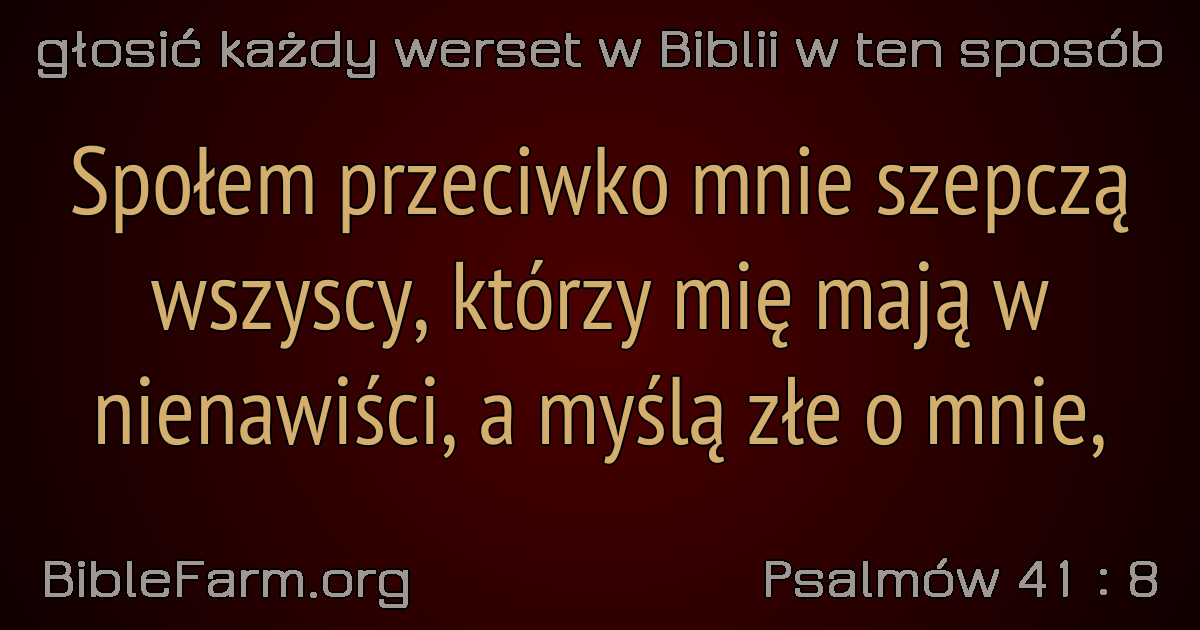 głosić każdy werset w Biblii w ten sposób
Społem przeciwko mnie szepczą
wszyscy, którzy mię mają w
nienawiści, a myślą złe o mnie,
BibleFarm.org
Psalmów 41 : 8